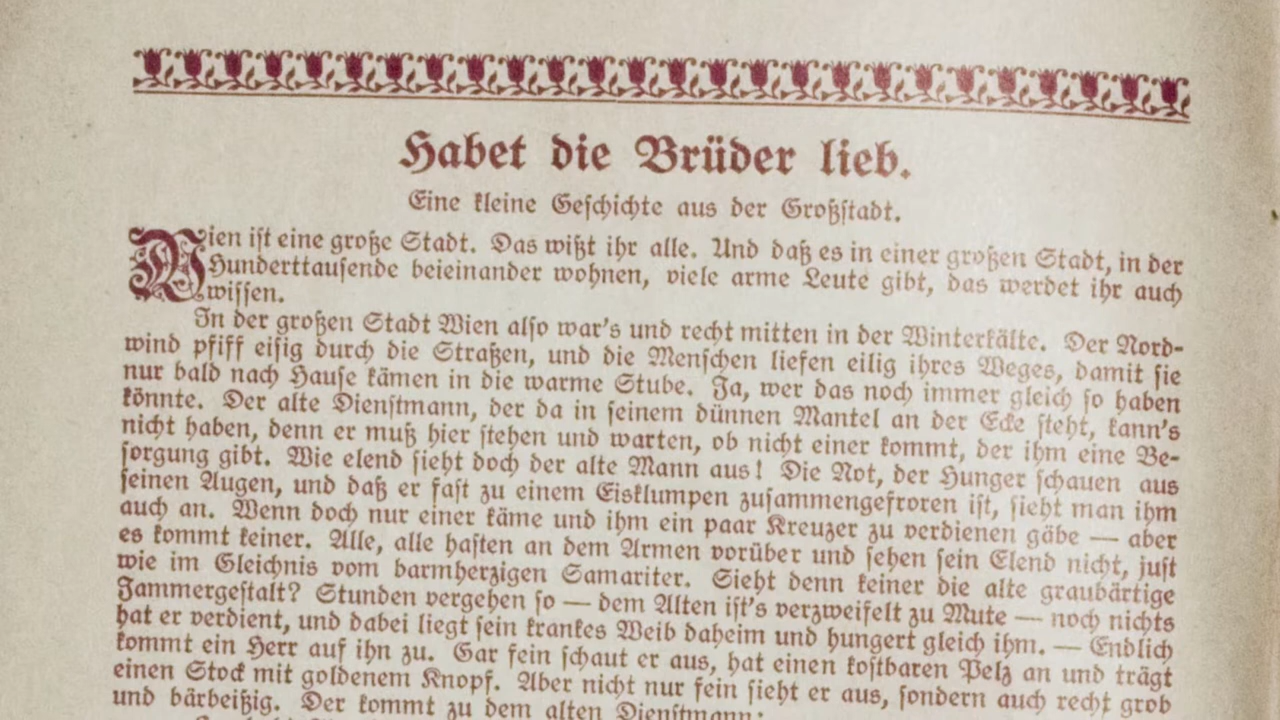 Habet die Brüder lieb.
Eine kleine Geschichte aus der Großstadt.
Wien ist eine große Stadt. Das wißt ihr alle. Und daß es in einer großen Stadt, in der
Hunderttausende beieinander wohnen, viele arme Leute gibt, das werdet ihr auch
wissen.
In der großen Stadt Wien also war's und recht mitten in der Winterkälte. Der Nord-
wind pfiff eisig durch die Straßen, und die Menschen liefen eilig ihres Weges, damit sie
nur bald nach Hause kämen in die warme Stube. Ja, wer das noch immer gleich so haben
könnte. Der alte Dienstmann, der da in seinem dünnen Mantel an der Ecke steht, kann's
nicht haben, denn er muß hier stehen und warten, ob nicht einer kommt, der ihm eine Be-
sorgung gibt. Wie elend sieht doch der alte Mann aus! Die Not, der Hunger schauen aus
seinen Augen, und daß er fast zu einem Eisklumpen zusammengefroren ist, sieht man ihm
auch an. Wenn doch nur einer käme und ihm ein paar Kreuzer zu verdienen gäbe — aber
es kommt keiner. Alle, alle hasten an dem Armen vorüber und sehen sein Elend nicht, just
wie im Gleichnis vom barmherzigen Samariter. Sieht denn keiner die alte graubärtige
Jammergestalt? Stunden vergehen so — dem Alten ist's verzweifelt zu Mute — noch nichts
hat er verdient, und dabei liegt sein krankes Weib daheim und hungert gleich ihm. — Endlich
kommt ein Herr auf ihn zu. Gar fein schaut er aus, hat einen kostbaren Pelz an und trägt
einen Stock mit goldenem Knopf. Aber nicht nur fein sieht er aus, sondern auch recht grob
und bärbeißig. Der kommt zu dem alten Dienstmann: